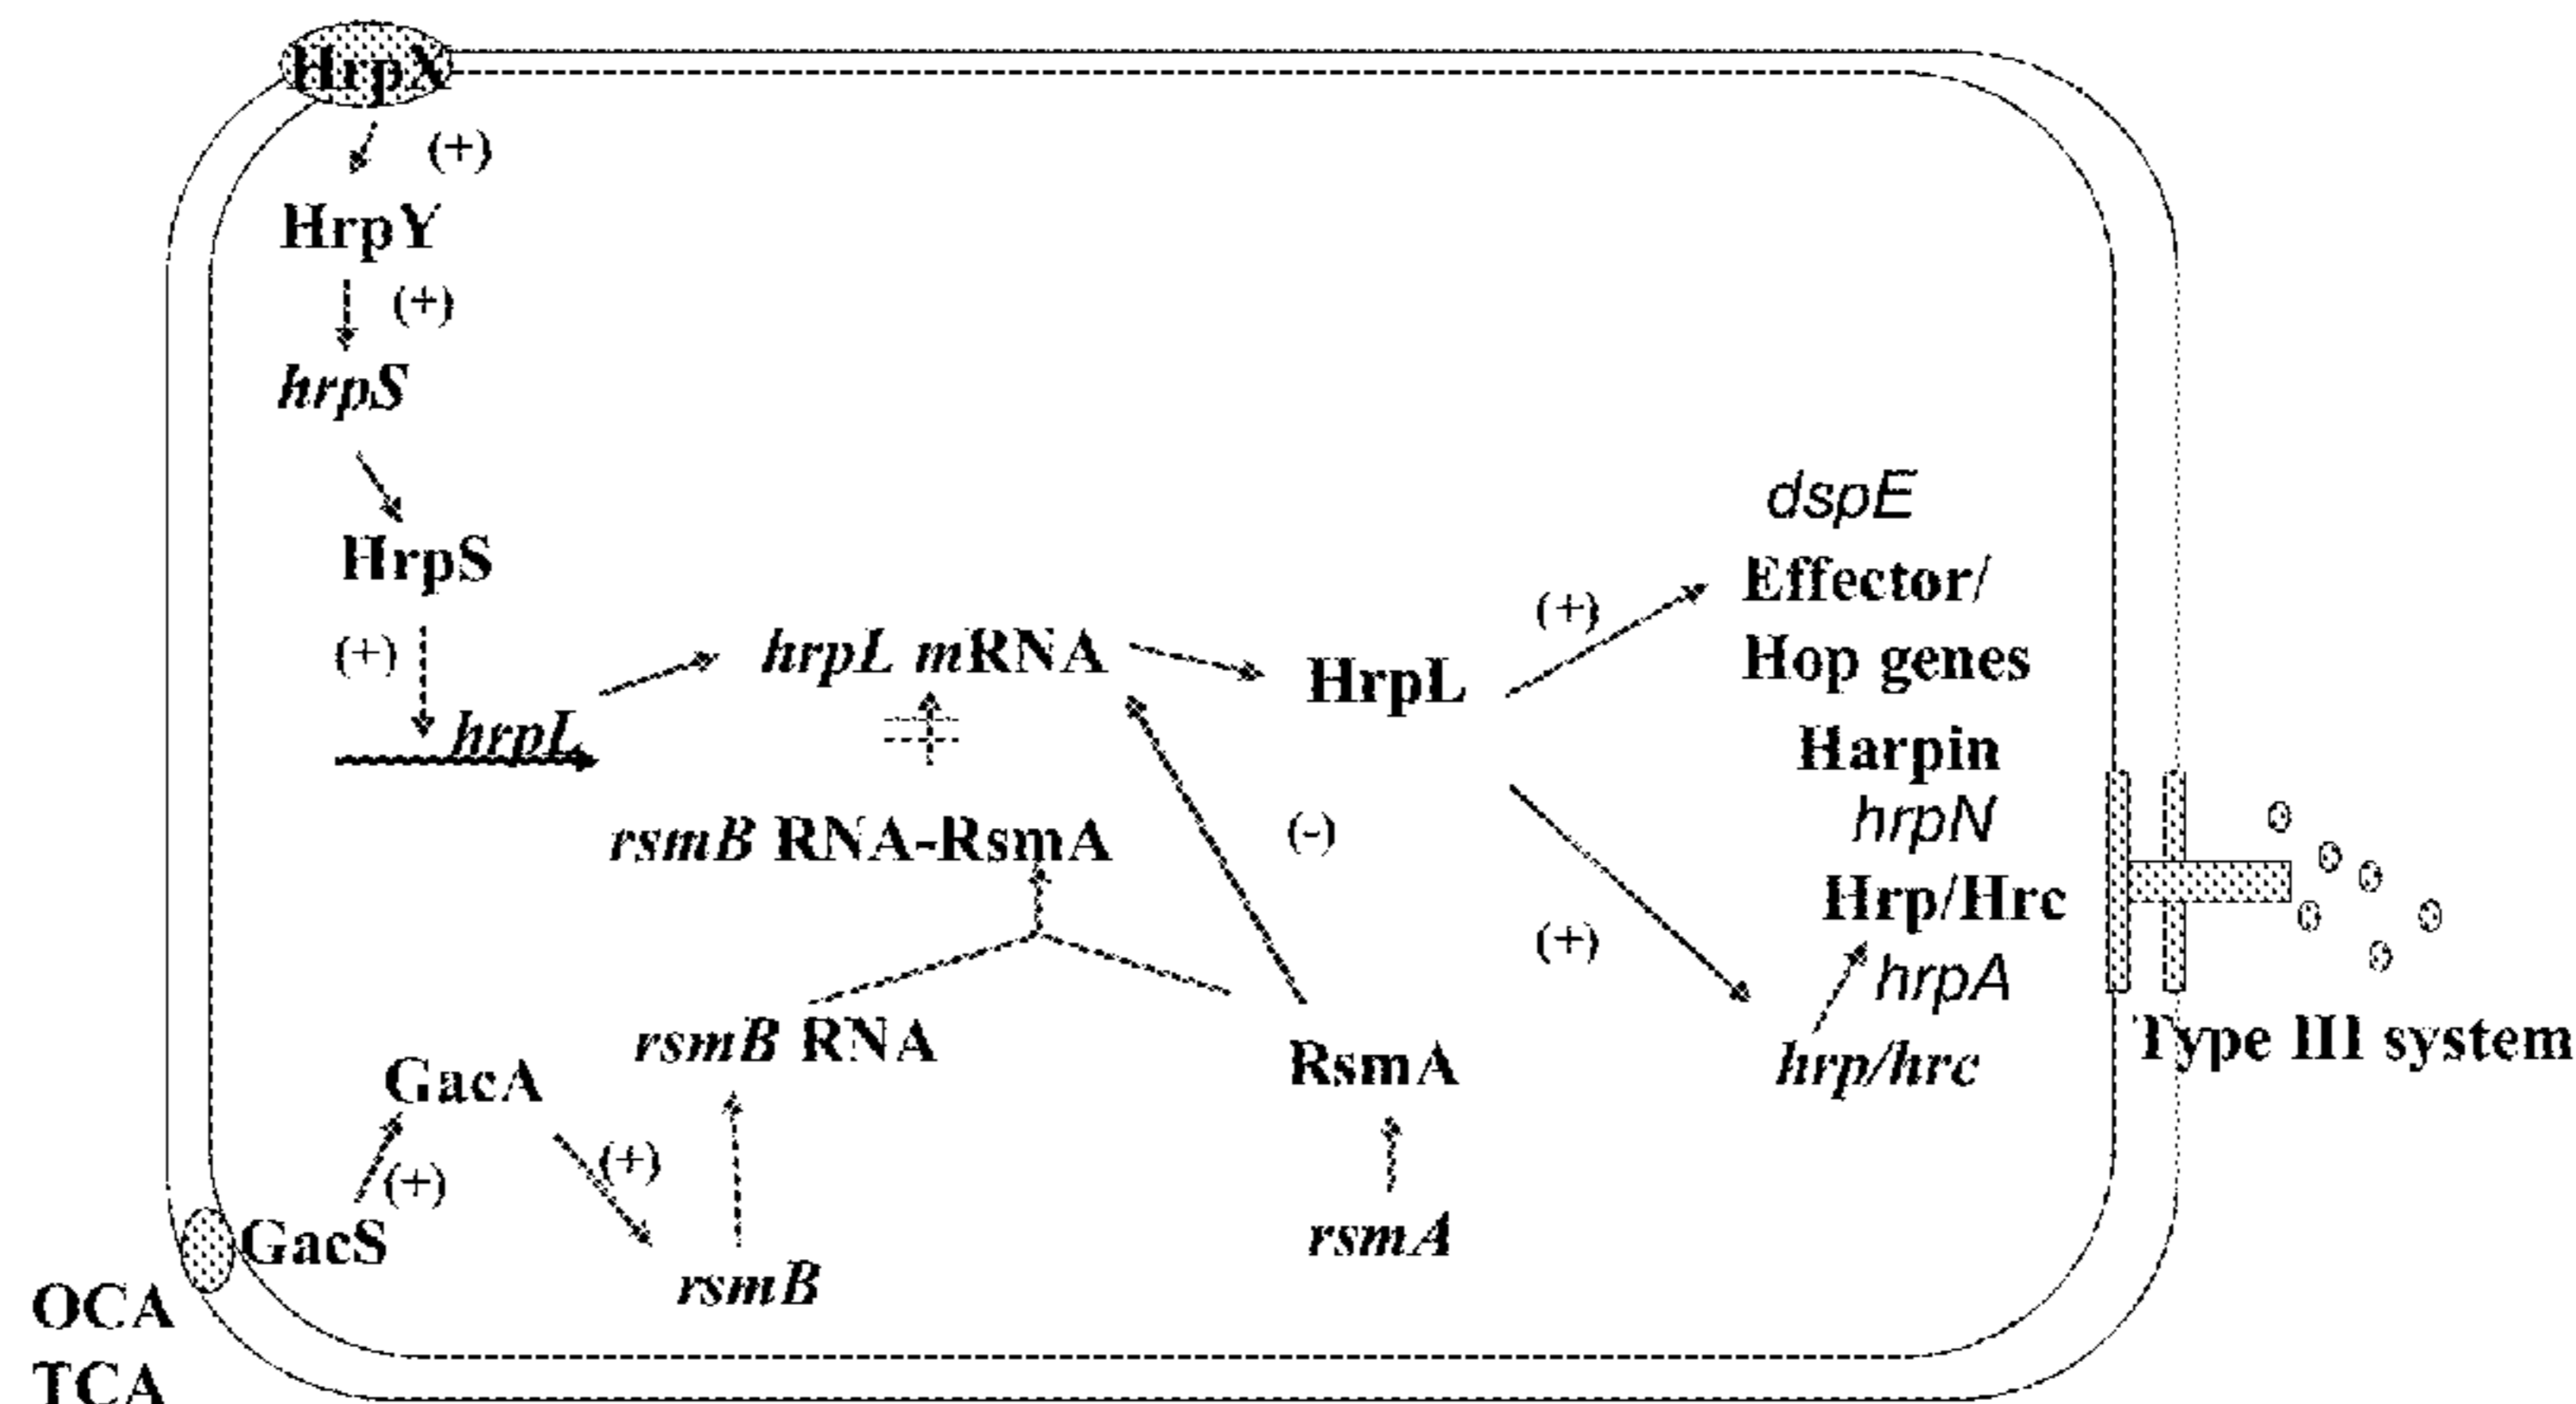 HrpX
(+)
HrpY
(+)
hrpS
HrpS
(+)
hrpL
hrpL mRNA
HrpL
rsmB RNA-RsmA
(-)
(+)
dspE
Effector/
Hop genes
Harpin
hrpN
Hrp/Hrc
hrpA
hrp/hrc
(+)
Type III system
rsmB RNA
RsmA
rsmA
GacA
(+)
(+)
GacS
rsmB
OCA
TCA